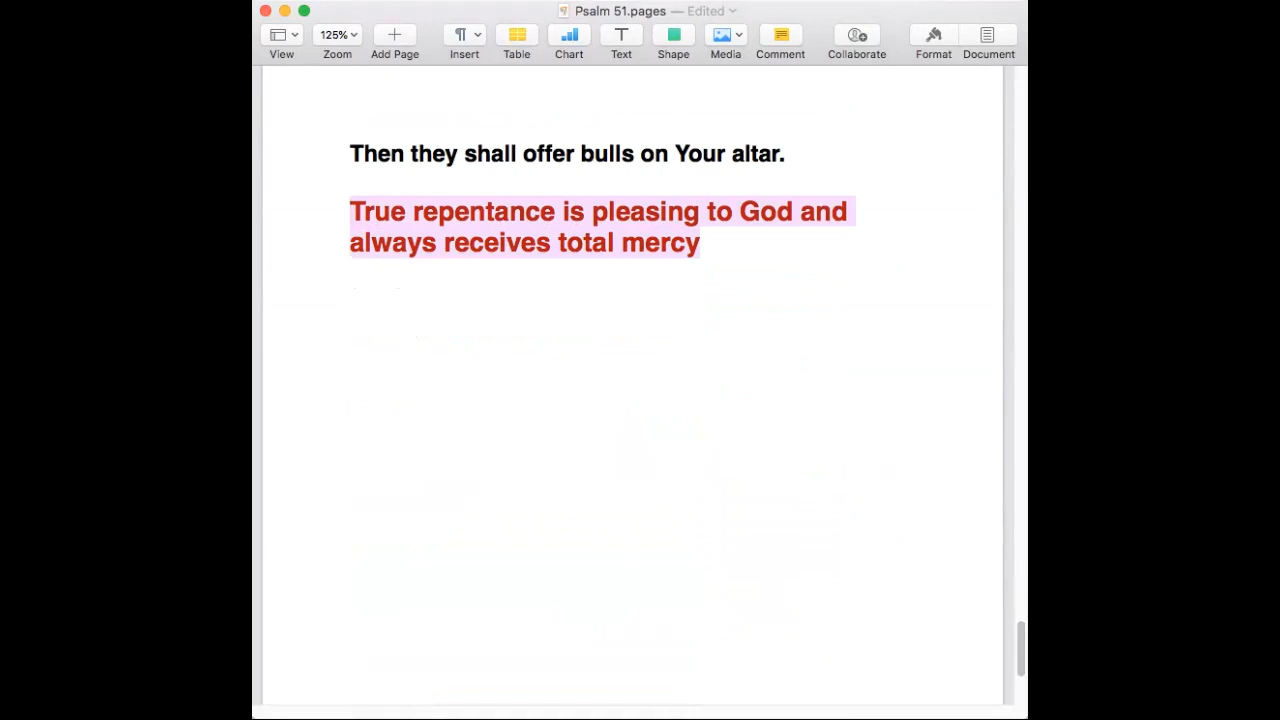 Psalm 51.pages — Edited
125%
View
Zoom
Add Page
Insert
Table
Chart
Text
Shape
Media
Comment
Collaborate
Format
Document
Then they shall offer bulls on Your altar.
True repentance is pleasing to God and
always receives total mercy